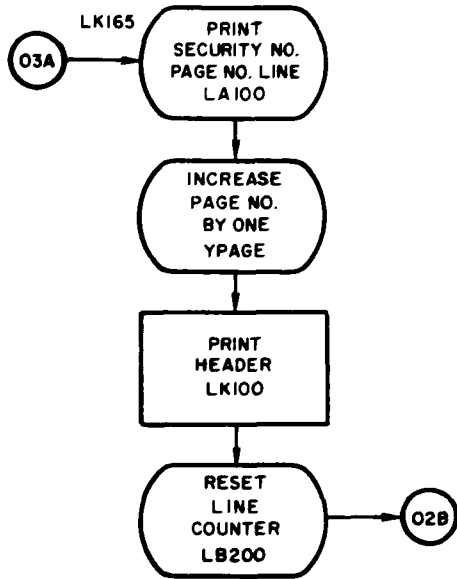 LK165
03A
PRINT
SECURITY NO.
PAGE NO. LINE
LA100
INCREASE
PAGE NO.
BY ONE
YPAGE
PRINT
HEADER
LK100
RESET
LINE
COUNTER
LB200
02B